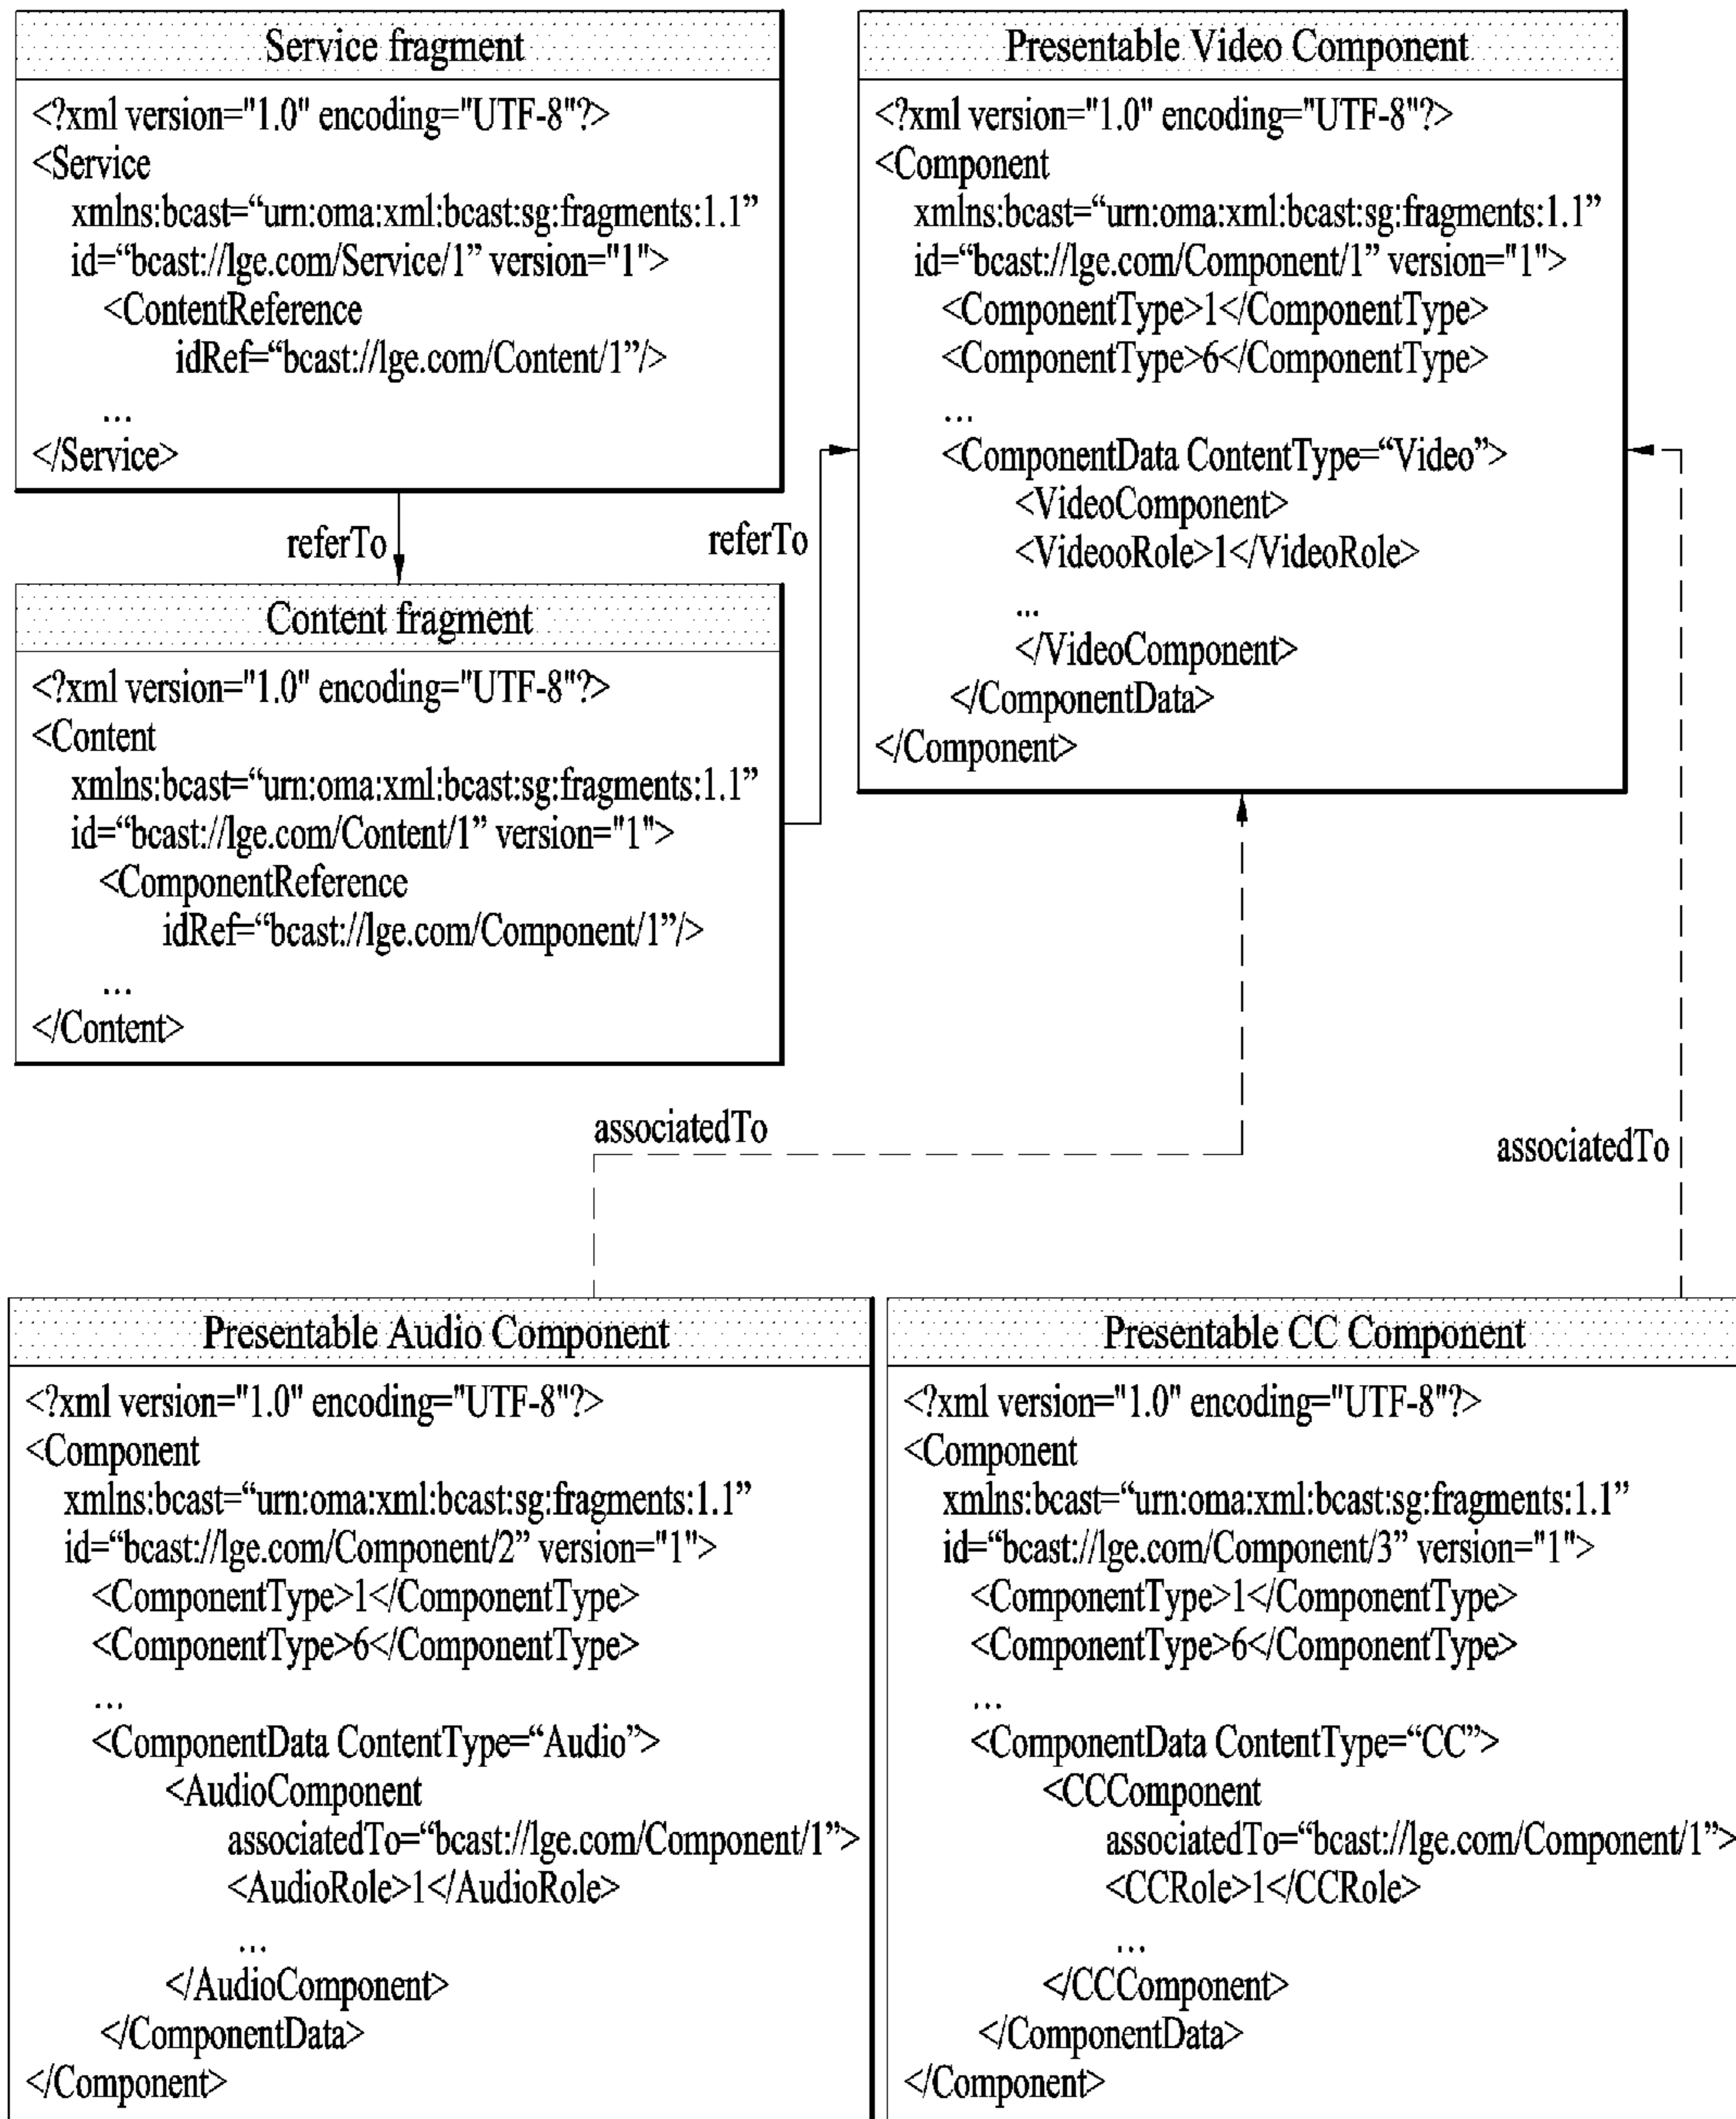 Service fragment
<?xml version="1.0" encoding="UTF-8"?>
<Service
xmlns:bcast=“urn:oma:xml:bcast:sg:fragments:1.1”
id=“bcast://lge.com/Service/1” version="1">
<ContentReference
idRef=“bcast://lge.com/Content/1”/>
...
</Service>
referTo
Content fragment
<?xml version="1.0" encoding="UTF-8"?>
<Content
xmlns:bcast=“urn:oma:xml:bcast:sg:fragments:1.1”
id=“bcast://lge.com/Content/1” version="1">
<ComponentReference
idRef=“bcast://lge.com/Component/1”/>
...
</Content>
referTo
Presentable Video Component
<?xml version="1.0" encoding="UTF-8"?>
<Component
xmlns:bcast=“urn:oma:xml:bcast:sg:fragments:1.1”
id=“bcast://lge.com/Component/1” version="1">
<ComponentType>1</ComponentType>
<ComponentType>6</ComponentType>
...
<ComponentData ContentType=“Video”>
<VideoComponent>
<VideooRole>1</VideoRole>
...
</VideoComponent>
</ComponentData>
</Component>
associatedTo
associatedTo
Presentable Audio Component
<?xml version="1.0" encoding="UTF-8"?>
<Component
xmlns:bcast=“urn:oma:xml:bcast:sg:fragments:1.1”
id=“bcast://lge.com/Component/2” version="1">
<ComponentType>1</ComponentType>
<ComponentType>6</ComponentType>
...
<ComponentData ContentType=“Audio”>
<AudioComponent
associatedTo=“bcast://lge.com/Component/1”>
<AudioRole>1</AudioRole>
...
</AudioComponent>
</ComponentData>
</Component>
Presentable CC Component
<?xml version="1.0" encoding="UTF-8"?>
<Component
xmlns:bcast=“urn:oma:xml:bcast:sg:fragments:1.1”
id=“bcast://lge.com/Component/3” version="1">
<ComponentType>1</ComponentType>
<ComponentType>6</ComponentType>
...
<ComponentData ContentType=“CC”>
<CCComponent
associatedTo=“bcast://lge.com/Component/1”>
<CCRole>1</CCRole>
...
</CCComponent>
</ComponentData>
</Component>